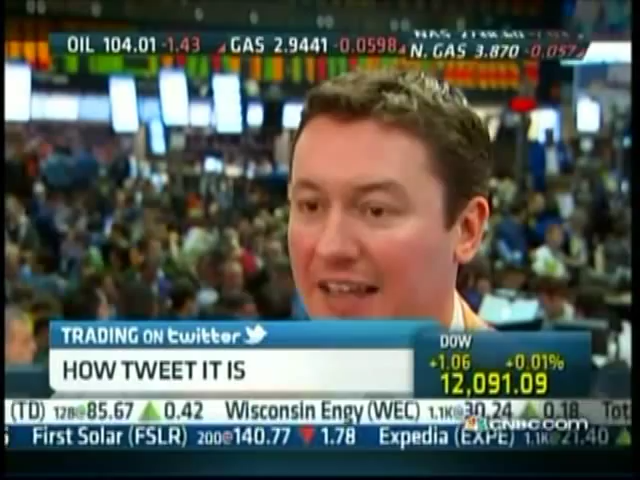 OIL 104.01 -1.43 GAS 2.9441 -0.0598 N. GAS 3.870 -0.057
TRADING ON twitter
HOW TWEET IT IS
DOW
+1.06 +0.01%
12,091.09
(TD) 128@85.67 0.42 Wisconsin Engy (WEC) 1.1K@30.24 0.18 Tot
First Solar (FSLR) 200@140.77 1.78 Expedia (EXPE) 1.1K@21.40
CNBC.com